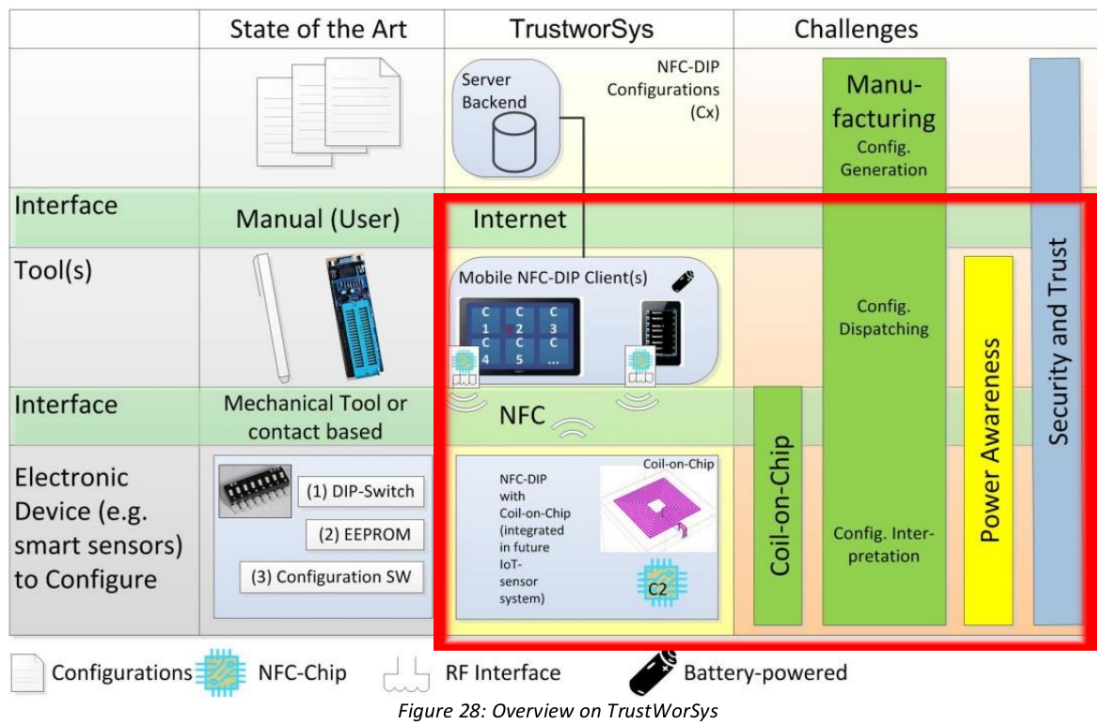 State of the Art
TrustworSys
Challenges
Server
Backend
NFC-DIP
Configurations
(Cx)
Manu-
facturing
Config.
Generation
Interface
Manual (User)
Internet
Tool(s)
Mobile NFC-DIP Client(s)
C
1
C
2
C
3
C
4
C
5
...
Config.
Dispatching
Security and Trust
Interface
Mechanical Tool or
contact based
NFC
Coil-on-Chip
Power Awareness
Electronic
Device (e.g.
smart sensors)
to Configure
(1) DIP-Switch
(2) EEPROM
(3) Configuration SW
NFC-DIP
with
Coil-on-Chip
(integrated
in future
IoT-
sensor
system)
Coil-on-Chip
C2
Config. Inter-
pretation
Configurations
NFC-Chip
RF Interface
Battery-powered
Figure 28: Overview on TrustWorSys